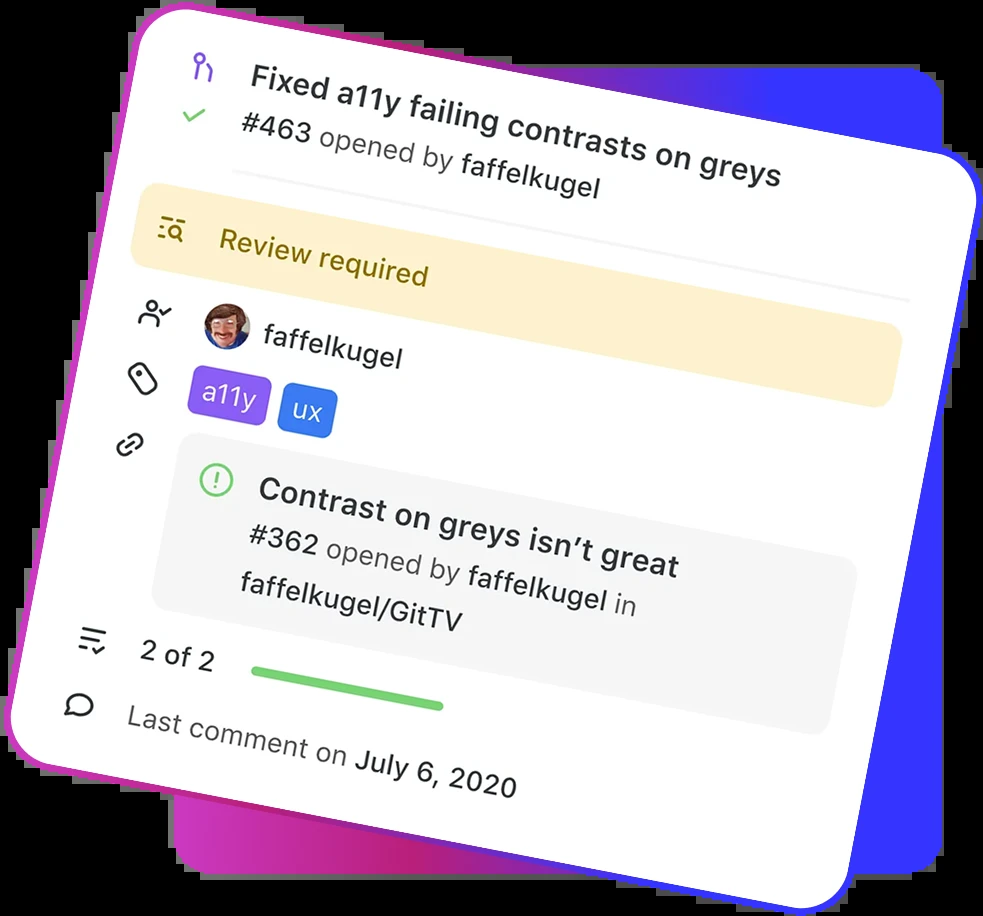 Fixed a11y failing contrasts on greys
#463 opened by faffelkugel
Review required
faffelkugel
a11y
ux
Contrast on greys isn’t great
#362 opened by faffelkugel in
faffelkugel/GitTV
2 of 2
Last comment on July 6, 2020